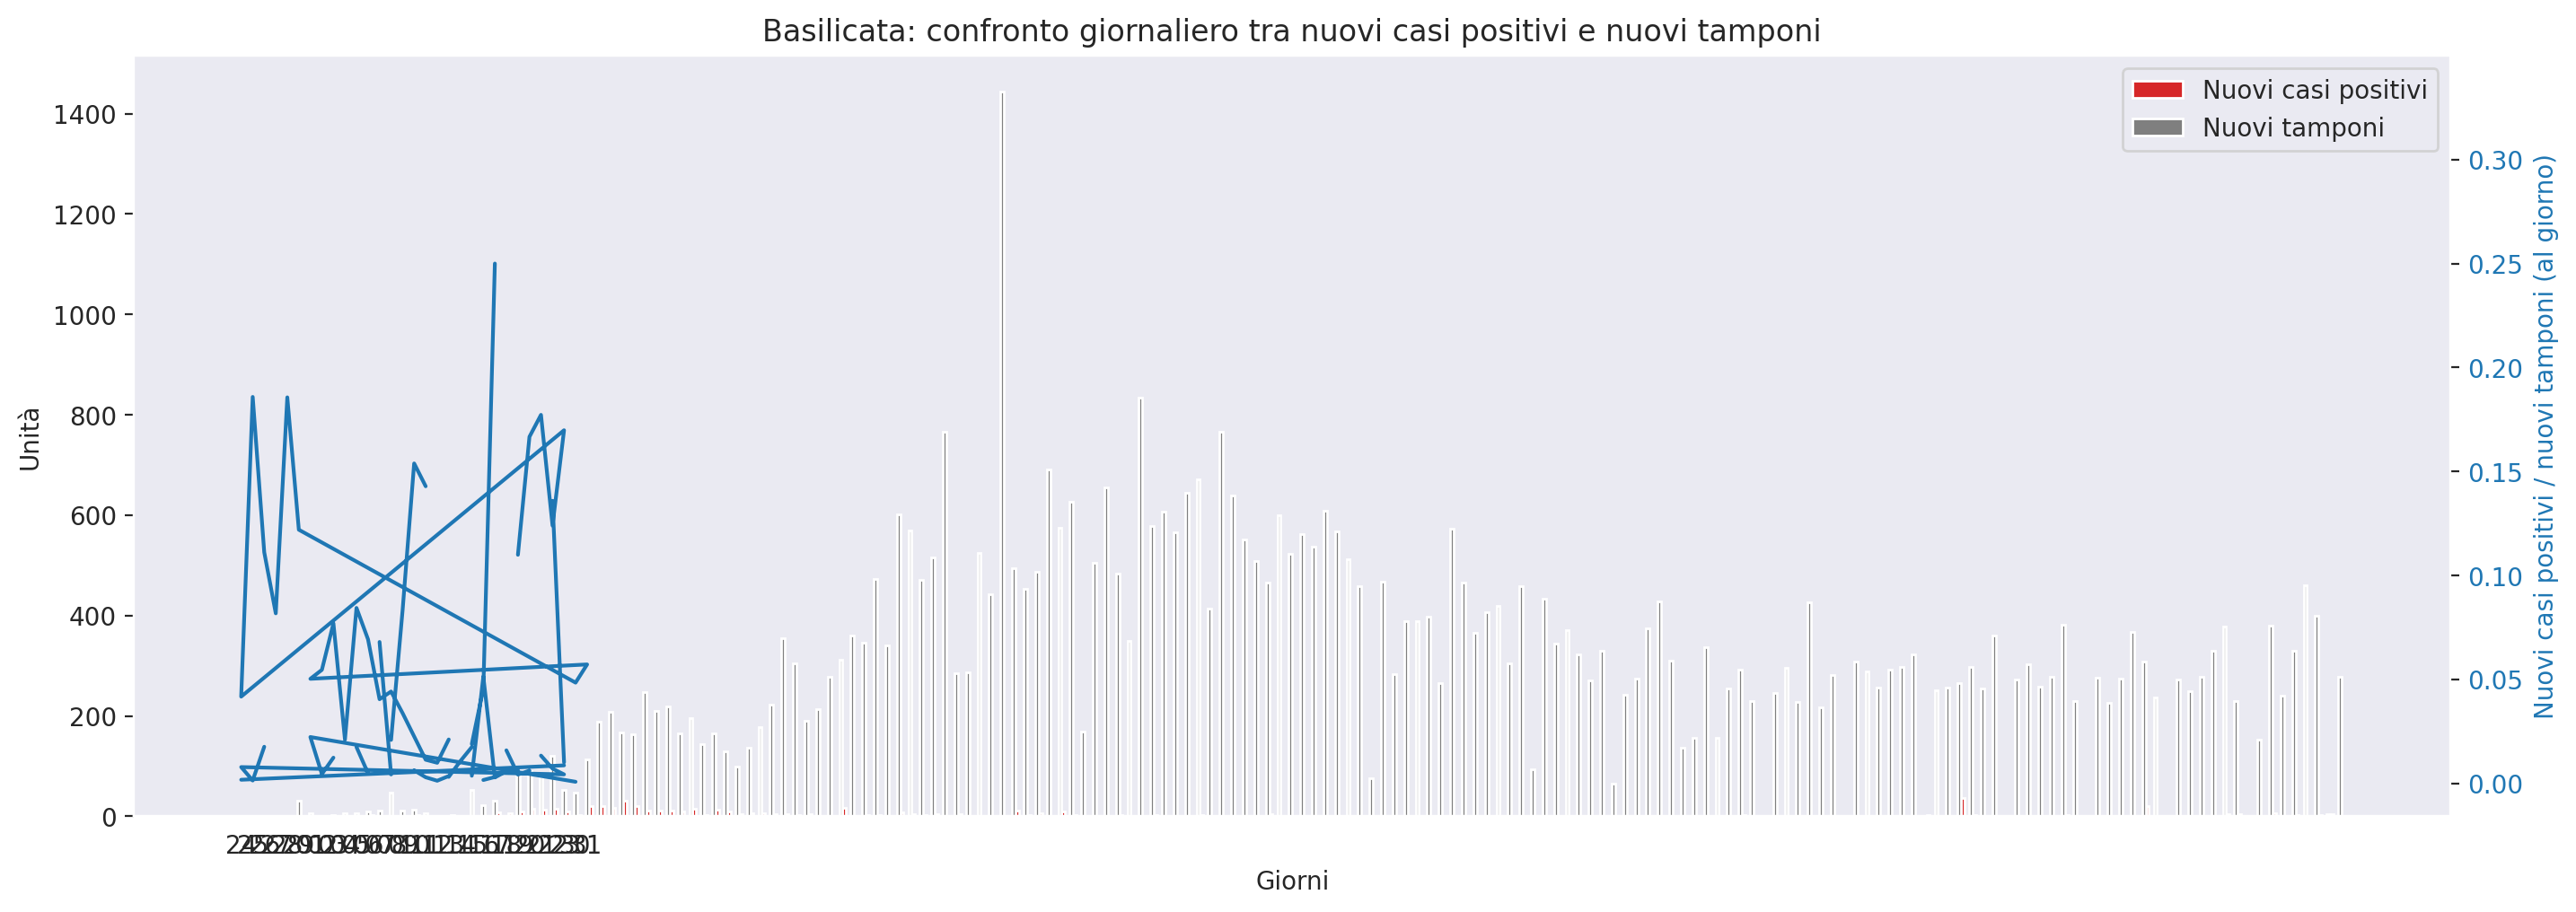 Basilicata: confronto giornaliero tra nuovi casi positivi e nuovi tamponi
Nuovi casi positivi
Nuovi tamponi
1400
1200
1000
800
600
400
200
0
Unità
0.30
0.25
0.20
0.15
0.10
0.05
0.00
Nuovi casi positivi / nuovi tamponi (al giorno)
Giorni